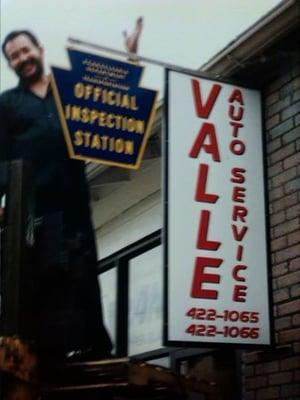 OFFICIAL
INSPECTION
STATION
VALLE
AUTO SERVICE
422-1065
422-1066